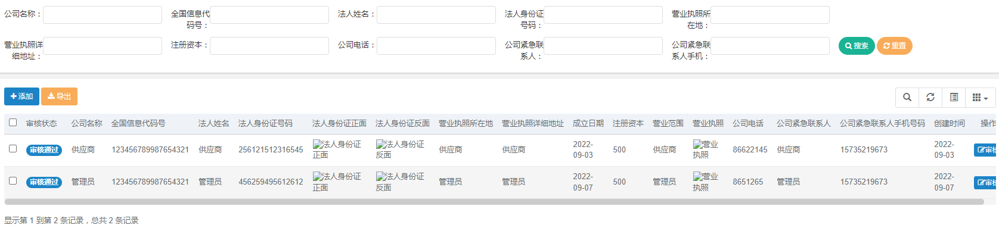 公司名称：
全国信息代
码号：
法人姓名：
法人身份证
号码：
营业执照所
在地：
营业执照详
细地址：
注册资本：
公司电话：
公司紧急联
系人：
公司紧急联
系人手机：
搜索
重置
添加
导出
审核状态 公司名称 全国信息代码号 法人姓名 法人身份证号码 法人身份证正面 法人身份证反面 营业执照所在地 营业执照详细地址 成立日期 注册资本 营业范围 营业执照 公司电话 公司紧急联系人 公司紧急联系人手机号码 创建时间 操作
审核通过 供应商 123456789987654321 供应商 256121512316545 法人身份证 法人身份证 供应商 供应商 2022- 500 供应商 营业 86622145 供应商 15735219673 2022- 审核
正面 反面 09-03 执照 09-03
审核通过 管理员 123456789987654321 管理员 456259495612612 法人身份证 法人身份证 管理员 管理员 2022- 500 管理员 营业 8651265 管理员 15735219673 2022- 审核
正面 反面 09-07 执照 09-07
显示第 1 到第 2 条记录，总共 2 条记录